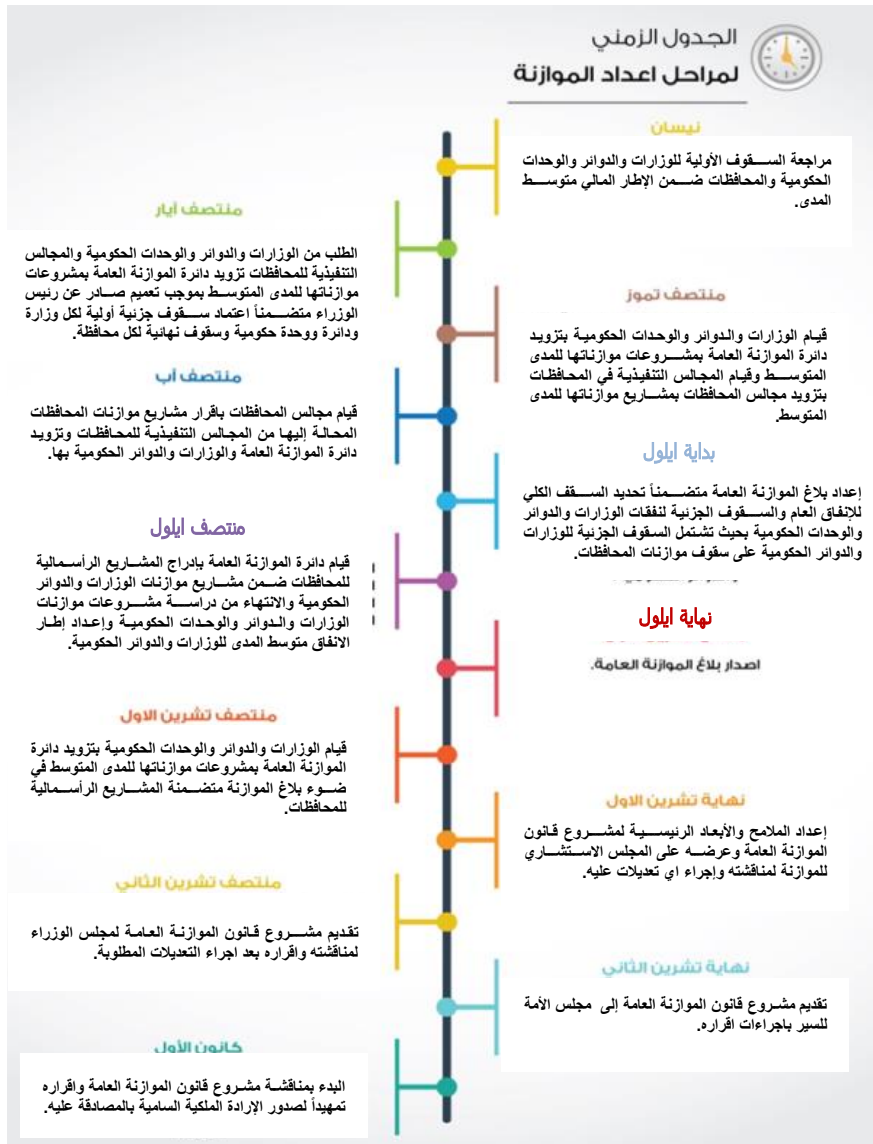 الجدول الزمني
لمراحل اعداد الموازنة
نيسان
مراجعة السقوف الأولية للوزارات والدوائر والوحدات
الحكومية والمحافظات ضمن الإطار المالي متوسط
المدى.
منتصف أيار
الطلب من الوزارات والدوائر والوحدات الحكومية والمجالس
التنفيذية للمحافظات تزويد دائرة الموازنة العامة بمشروعات
موازناتها للمدى المتوسط بموجب تعميم صادر عن رئيس
الوزراء متضمناً اعتماد سقوف جزئية أولية لكل وزارة
ودائرة ووحدة حكومية وسقوف نهائية لكل محافظة.
منتصف تموز
قيام الوزارات والدوائر والوحدات الحكومية بتزويد
دائرة الموازنة العامة بمشروعات موازناتها للمدى
المتوسط وقيام المجالس التنفيذية في المحافظات
بتزويد مجالس المحافظات بمشاريع موازناتها للمدى
المتوسط.
منتصف آب
قيام مجالس المحافظات باقرار مشاريع موازنات المحافظات
المحالة إليها من المجالس التنفيذية للمحافظات وتزويد
دائرة الموازنة العامة والوزارات والدوائر الحكومية بها.
بداية ايلول
إعداد بلاغ الموازنة العامة متضمناً تحديد السقف الكلي
للإنفاق العام والسقوف الجزئية لنفقات الوزارات والدوائر
والوحدات الحكومية بحيث تشتمل السقوف الجزئية للوزارات
والدوائر الحكومية على سقوف موازنات المحافظات.
منتصف ايلول
قيام دائرة الموازنة العامة بإدراج المشاريع الرأسمالية
للمحافظات ضمن مشاريع موازنات الوزارات والدوائر
الحكومية والانتهاء من دراسة مشروعات موازنات
الوزارات والدوائر والوحدات الحكومية وإعداد إطار
الانفاق متوسط المدى للوزارات والدوائر الحكومية.
نهاية ايلول
اصدار بلاغ الموازنة العامة.
منتصف تشرين الاول
قيام الوزارات والدوائر والوحدات الحكومية بتزويد دائرة
الموازنة العامة بمشروعات موازناتها للمدى المتوسط في
ضوء بلاغ الموازنة متضمنة المشاريع الرأسمالية
للمحافظات.
نهاية تشرين الاول
إعداد الملامح والأبعاد الرئيسية لمشروع قانون
الموازنة العامة وعرضه على المجلس الاستشاري
للموازنة لمناقشته وإجراء اي تعديلات عليه.
منتصف تشرين الثاني
تقديم مشروع قانون الموازنة العامة لمجلس الوزراء
لمناقشته واقراره بعد اجراء التعديلات المطلوبة.
نهاية تشرين الثاني
تقديم مشروع قانون الموازنة العامة إلى مجلس الأمة
للسير باجراءات اقراره.
كانون الأول
البدء بمناقشة مشروع قانون الموازنة العامة واقراره
تمهيداً لصدور الإرادة الملكية السامية بالمصادقة عليه.